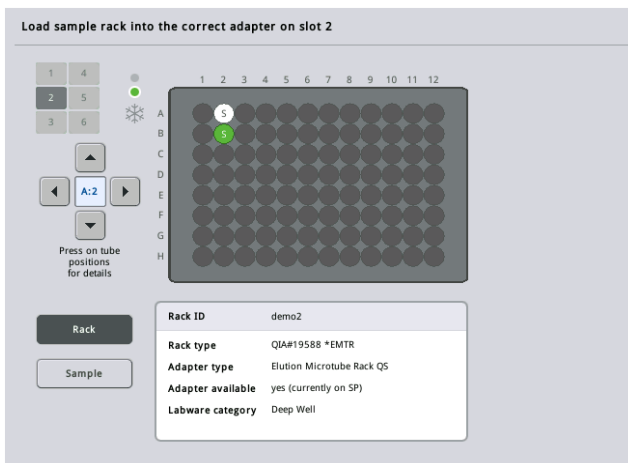 Load sample rack into the correct adapter on slot 2
1 4
2 5
3 6
1 2 3 4 5 6 7 8 9 10 11 12
A S
B S
C
D
E
F
G
H
A:2
Press on tube
positions
for details
Rack
Sample
Rack ID demo2
Rack type QIA#19588 *EMTR
Adapter type Elution Microtube Rack QS
Adapter available yes (currently on SP)
Labware category Deep Well